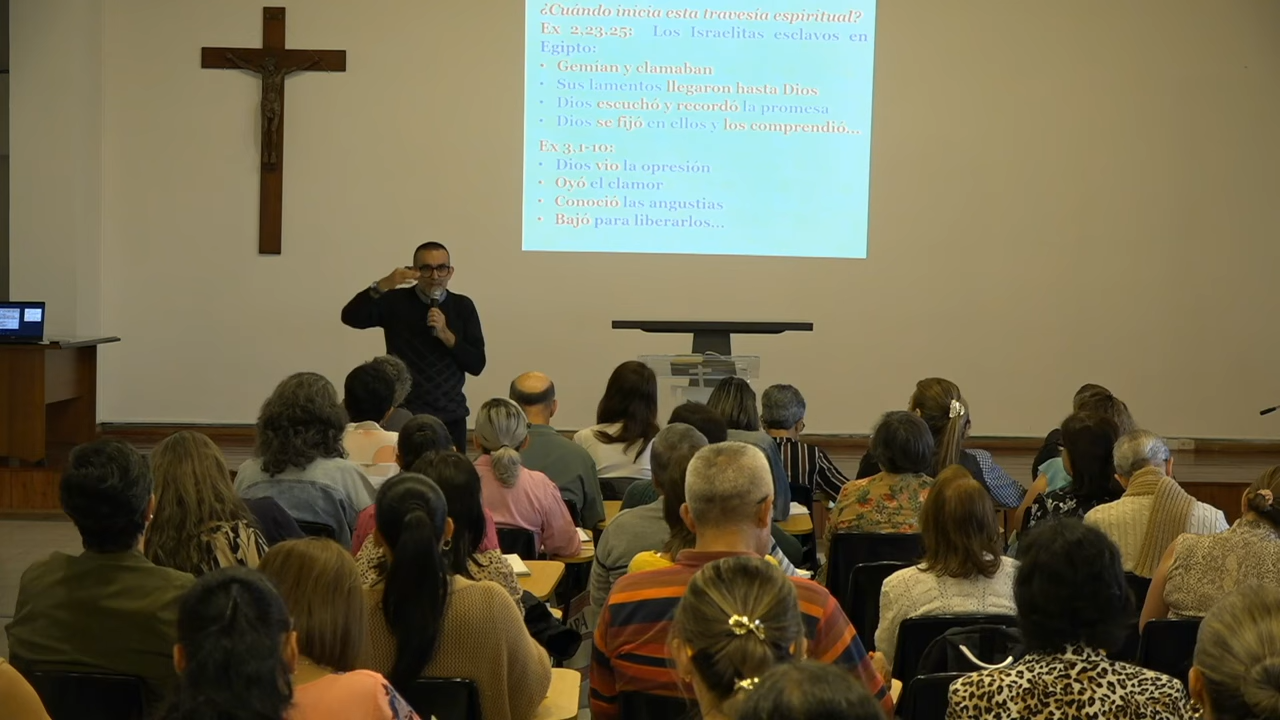 ¿Cuándo inicia esta travesía espiritual?
Ex 2,23.25: Los Israelitas esclavos en
Egipto:
• Gemían y clamaban
• Sus lamentos llegaron hasta Dios
• Dios escuchó y recordó la promesa
• Dios se fijó en ellos y los comprendió...
Ex 3,1-10:
• Dios vio la opresión
• Oyó el clamor
• Conoció las angustias
• Bajó para liberarlos...